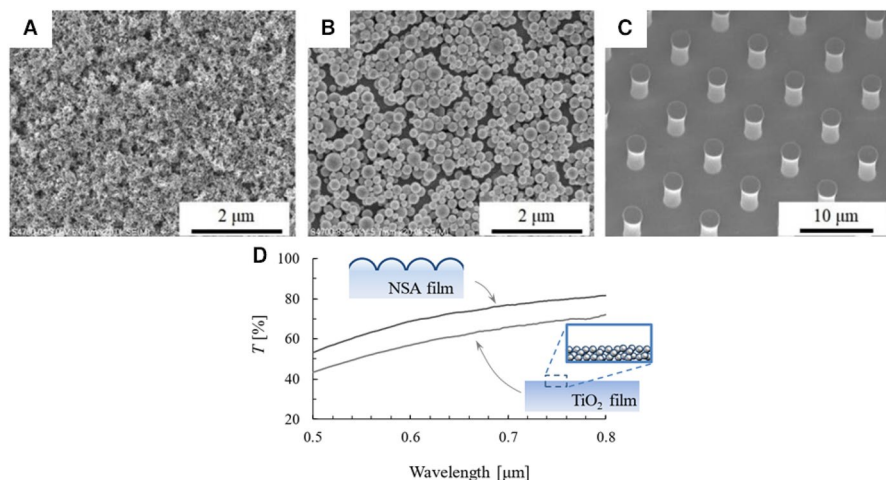 A
B
C
2 μm
2 μm
10 μm
D
100
80
60
40
20
T [%]
NSA film
TiO₂ film
0.5
0.6
0.7
0.8
Wavelength [μm]